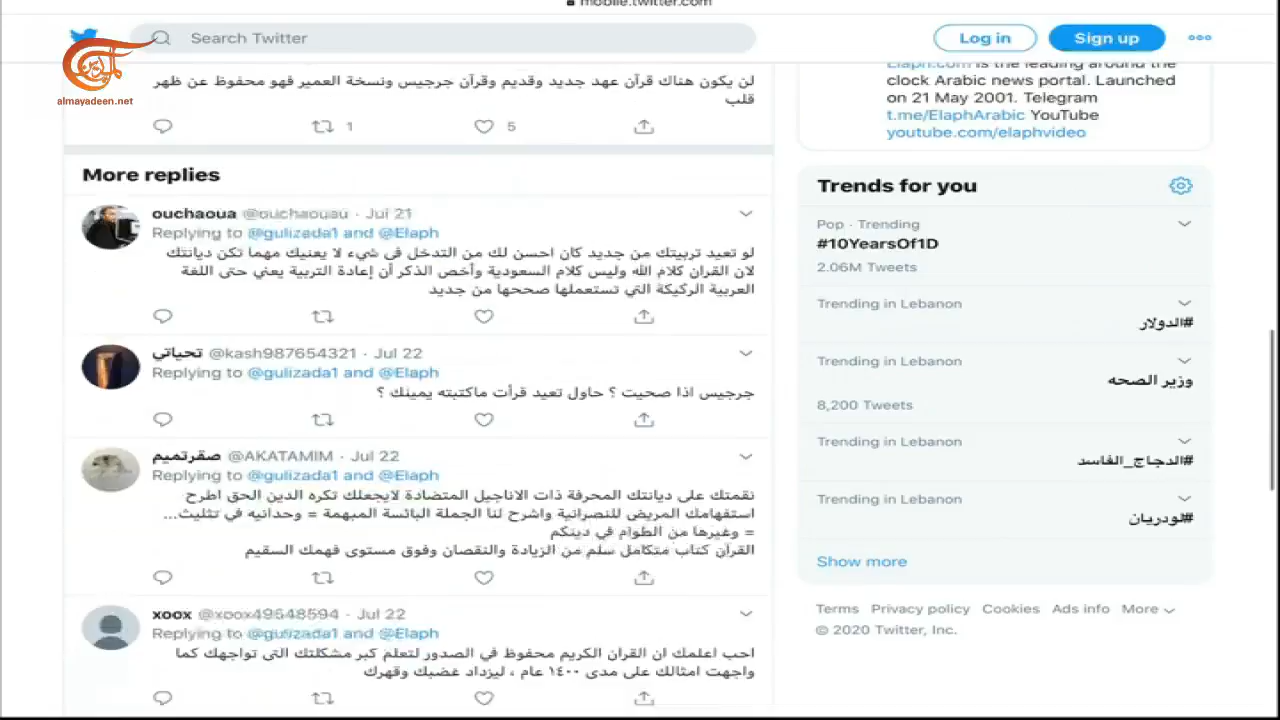 mobile.twitter.com
Search Twitter
Log in
Sign up
almayadeen.net
لن يكون هناك قرآن عهد جديد وقديم وقرآن جرجيس ونسخة العمير فهو محفوظ عن ظهر
قلب
1
5
More replies
ouchaoua @ouchaouau · Jul 21
Replying to @gulizada1 and @Elaph
لو تعيد تربيتك من جديد كان احسن لك من التدخل في شيء لا يعنيك مهما تكن ديانتك
لان القران كلام الله وليس كلام السعودية وأخص الذكر أن إعادة التربية يعني حتى اللغة
العربية الركيكة التي تستعملها صححها من جديد
تحياتي @kash987654321 · Jul 22
Replying to @gulizada1 and @Elaph
جرجيس اذا صحيت ؟ حاول تعيد قرأت ماكتبته يمينك ؟
صقرتميم @AKATAMIM · Jul 22
Replying to @gulizada1 and @Elaph
نقمتك على ديانتك المحرفة ذات الاناجيل المتضادة لايجعلك تكره الدين الحق اطرح
استفهامك المريض للنصرانية واشرح لنا الجملة البائسة المبهمة = وحدانيه في تثليث...
= وغيرها من الطوام في دينكم
القرآن كتاب متكامل سلم من الزيادة والنقصان وفوق مستوى فهمك السقيم
xoox @xoox49648594 · Jul 22
Replying to @gulizada1 and @Elaph
احب اعلمك ان القران الكريم محفوظ في الصدور لتعلم كبر مشكلتك التى تواجهك كما
واجهت امثالك على مدى ١٤٠٠ عام ، ليزداد غضبك وقهرك
Elaph.com is the leading around the
clock Arabic news portal. Launched
on 21 May 2001. Telegram
t.me/ElaphArabic YouTube
youtube.com/elaphvideo
Trends for you
Pop · Trending
#10YearsOf1D
2.06M Tweets
Trending in Lebanon
#الدولار
Trending in Lebanon
وزير الصحه
8,200 Tweets
Trending in Lebanon
#الدجاج_الفاسد
Trending in Lebanon
#لودريان
Show more
Terms Privacy policy Cookies Ads info More
© 2020 Twitter, Inc.